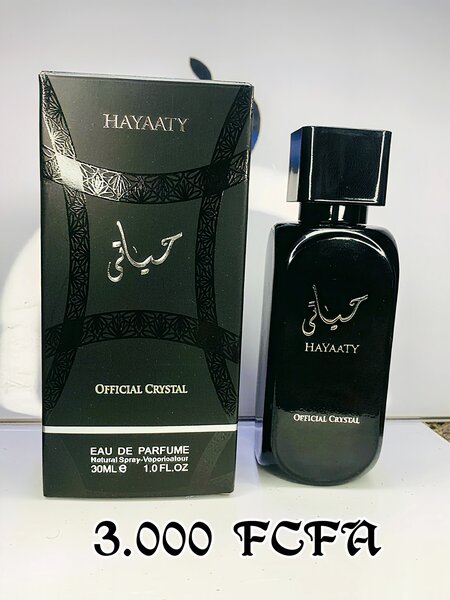 HAYAATY
حياتي
OFFICIAL CRYSTAL
EAU DE PARFUME
Natural Spray-Vaporisateur
30ML e 1.0 FL.OZ
حياتي
HAYAATY
OFFICIAL CRYSTAL
3.000 FCFA